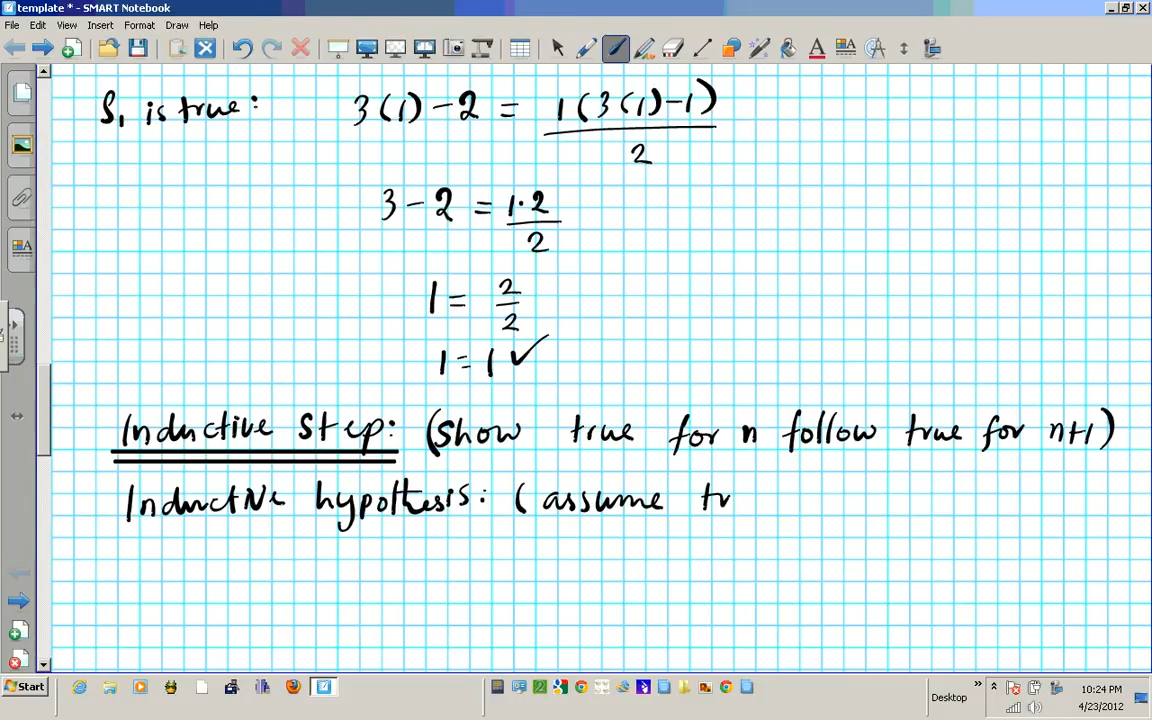 template * - SMART Notebook
File Edit View Insert Format Draw Help
S₁ is true: 3(1) - 2 = 1(3(1)-1)
2
3 - 2 = 1·2
2
1 = 2
2
1 = 1 ✓
Inductive Step: (Show true for n follow true for n+1)
Inductive hypothesis: ( assume tr
Start
Desktop
»
10:24 PM
4/23/2012